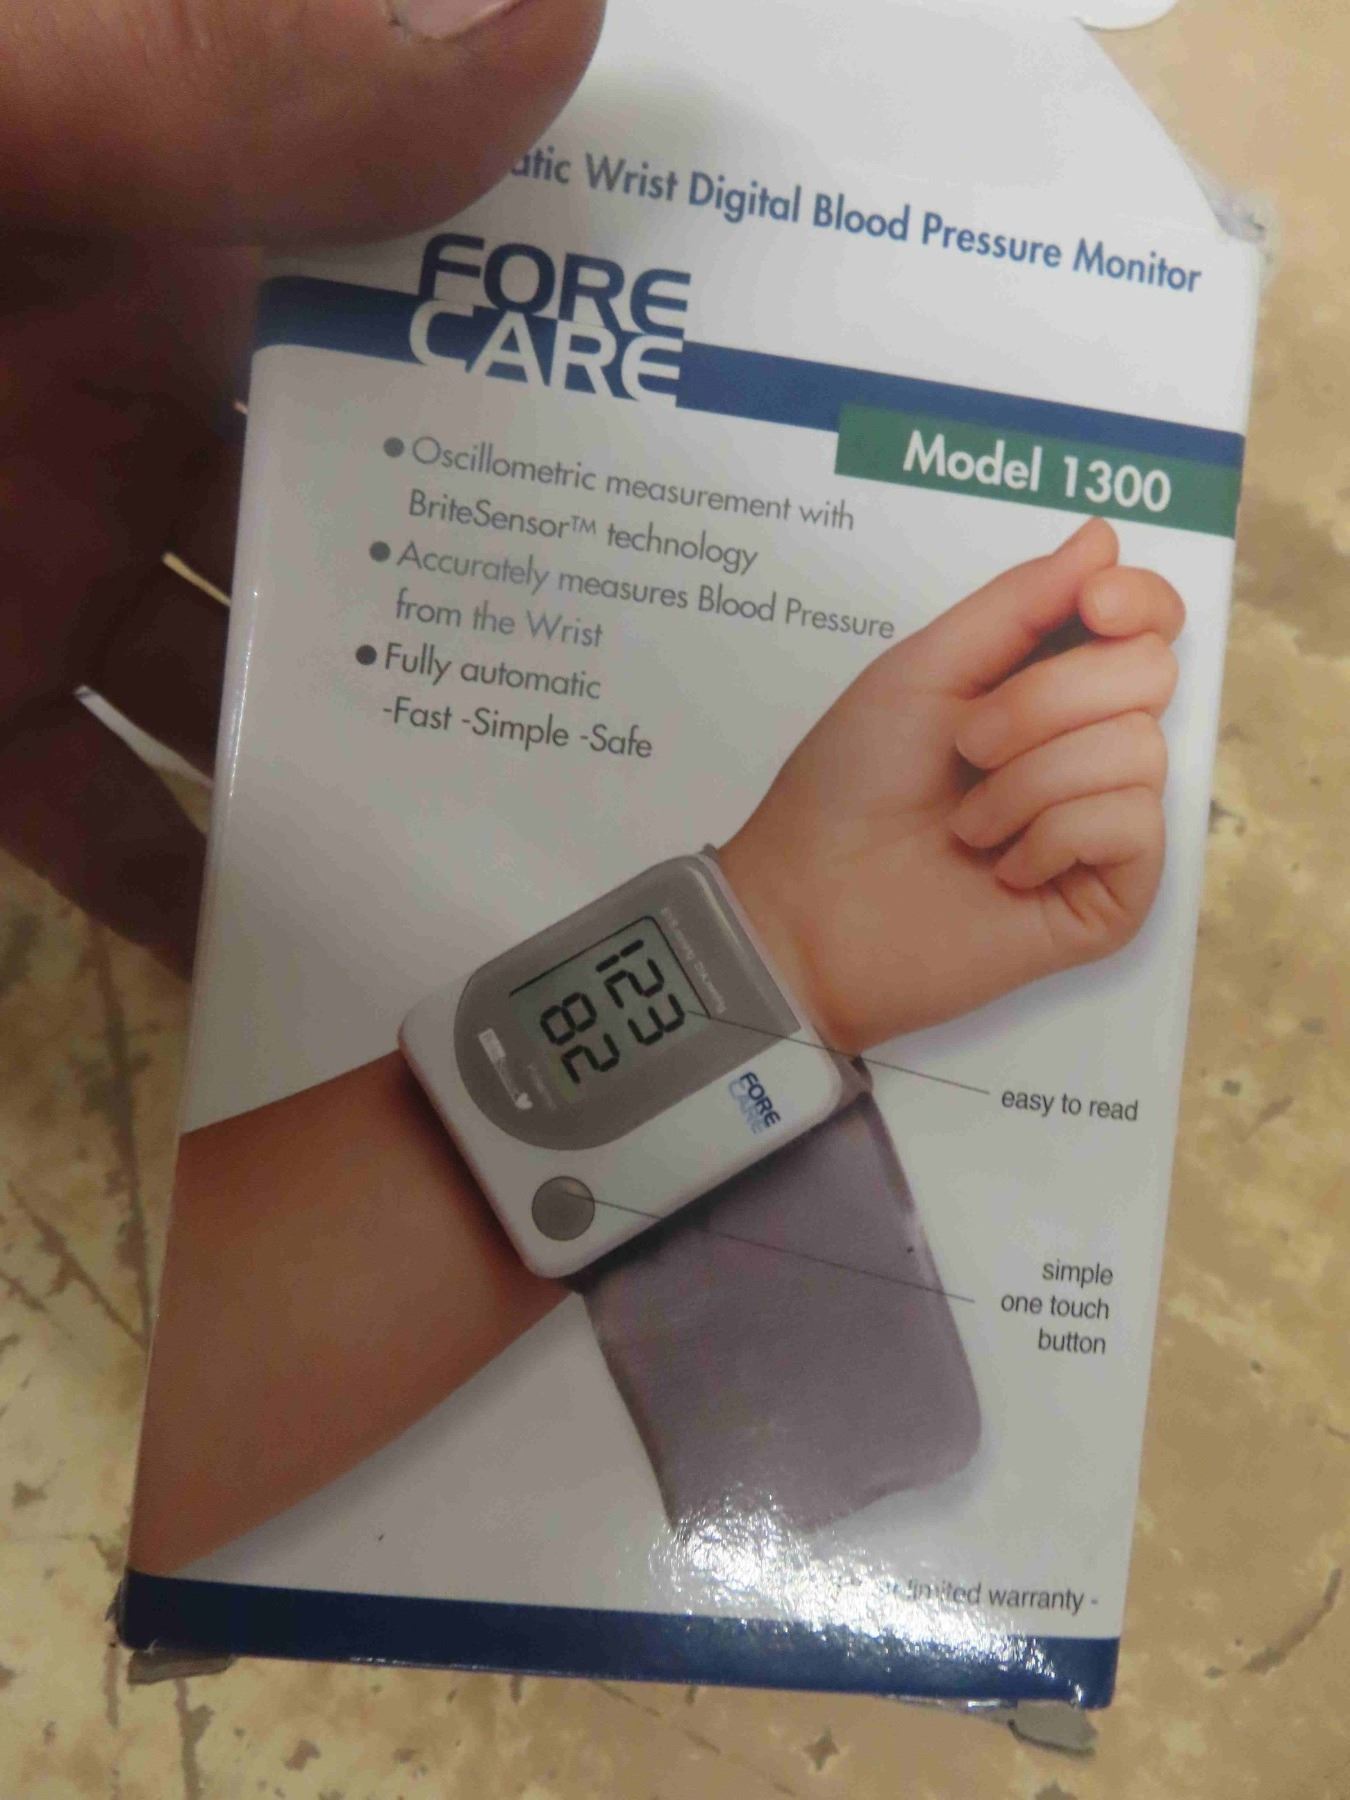 Wrist Digital Blood Pressure Monitor
FORE
CARE
Model 1300
● Oscillometric measurement with
BriteSensor™ technology
● Accurately measures Blood Pressure
from the Wrist
● Fully automatic
-Fast -Simple -Safe
123
82
FORE
CARE
easy to read
simple
one touch
button
limited warranty -